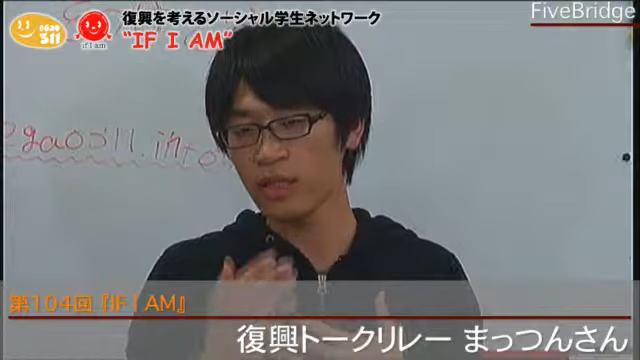 egao
311
if I am
復興を考えるソーシャル学生ネットワーク
“IF I AM”
FiveBridge
egao311.info
第104回 『IF I AM』
復興トークリレー まっつんさん